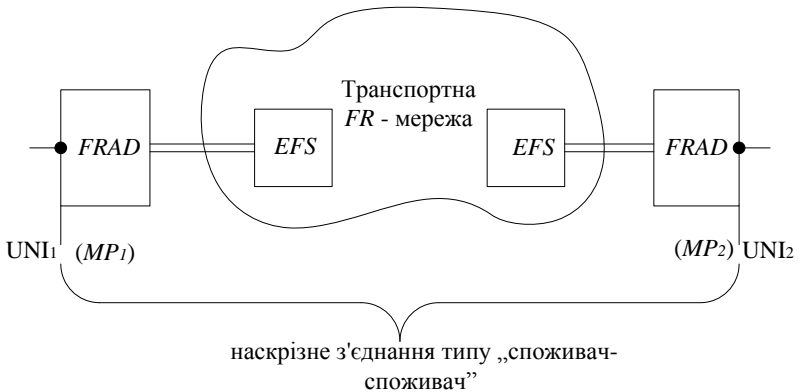 Транспортна
FR - мережа
FRAD
EFS
EFS
FRAD
UNI1 (MP1)
(MP2) UNI2
наскрізне з'єднання типу „споживач-
споживач”